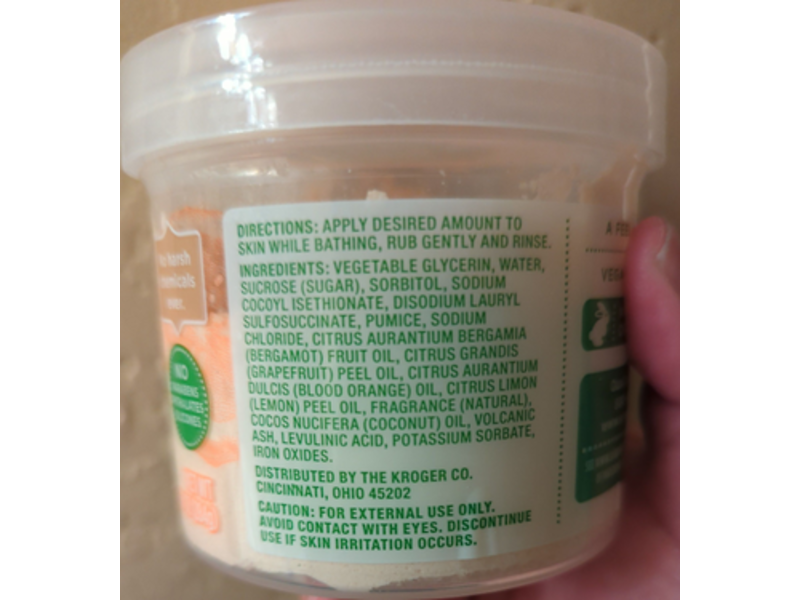 DIRECTIONS: APPLY DESIRED AMOUNT TO
SKIN WHILE BATHING, RUB GENTLY AND RINSE.
INGREDIENTS: VEGETABLE GLYCERIN, WATER,
SUCROSE (SUGAR), SORBITOL, SODIUM
COCOYL ISETHIONATE, DISODIUM LAURYL
SULFOSUCCINATE, PUMICE, SODIUM
CHLORIDE, CITRUS AURANTIUM BERGAMIA
(BERGAMOT) FRUIT OIL, CITRUS GRANDIS
(GRAPEFRUIT) PEEL OIL, CITRUS AURANTIUM
DULCIS (BLOOD ORANGE) OIL, CITRUS LIMON
(LEMON) PEEL OIL, FRAGRANCE (NATURAL),
COCOS NUCIFERA (COCONUT) OIL, VOLCANIC
ASH, LEVULINIC ACID, POTASSIUM SORBATE,
IRON OXIDES.
DISTRIBUTED BY THE KROGER CO.
CINCINNATI, OHIO 45202
CAUTION: FOR EXTERNAL USE ONLY.
AVOID CONTACT WITH EYES. DISCONTINUE
USE IF SKIN IRRITATION OCCURS.
harsh
NO
A